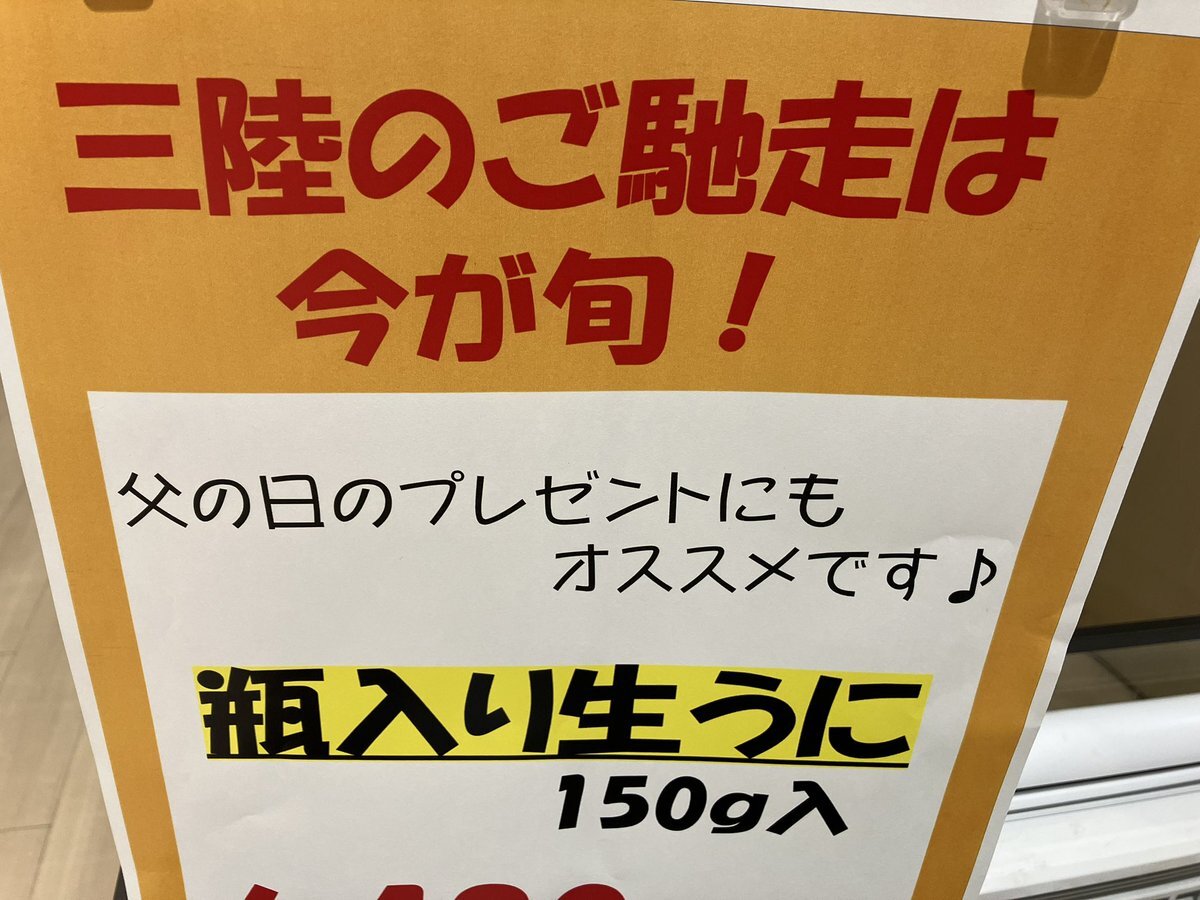 三陸のご馳走は
今が旬！
父の日のプレゼントにも
オススメです♪
瓶入り生うに
150g入